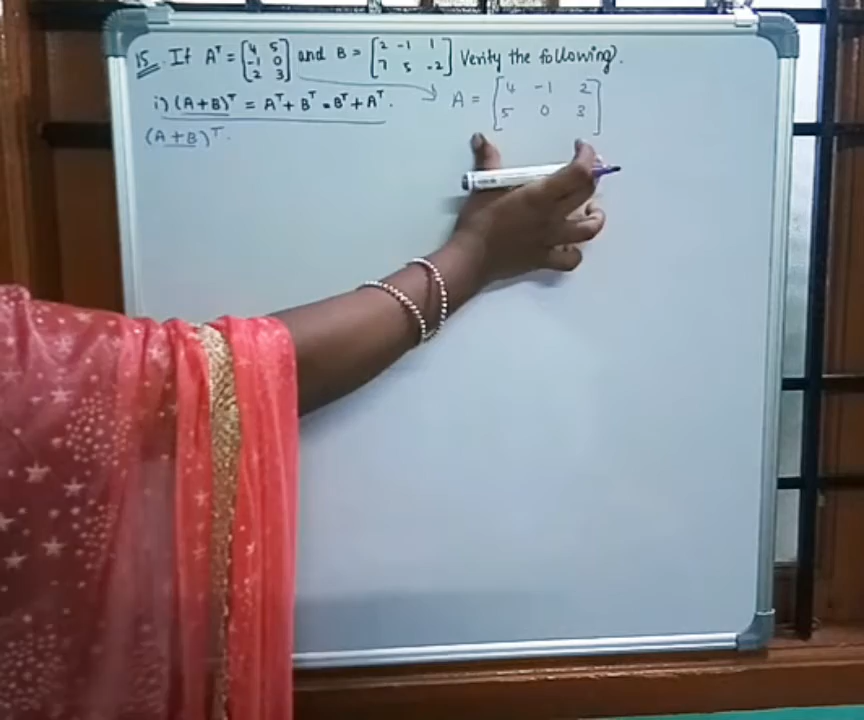 15. If Aᵀ = [4 5; -1 0; 2 3] and B = [2 -1 1; 7 5 -2] Verify the following).
A = [4 -1 2; 5 0 3]
i) (A+B)ᵀ = Aᵀ + Bᵀ = Bᵀ + Aᵀ.
(A+B)ᵀ.